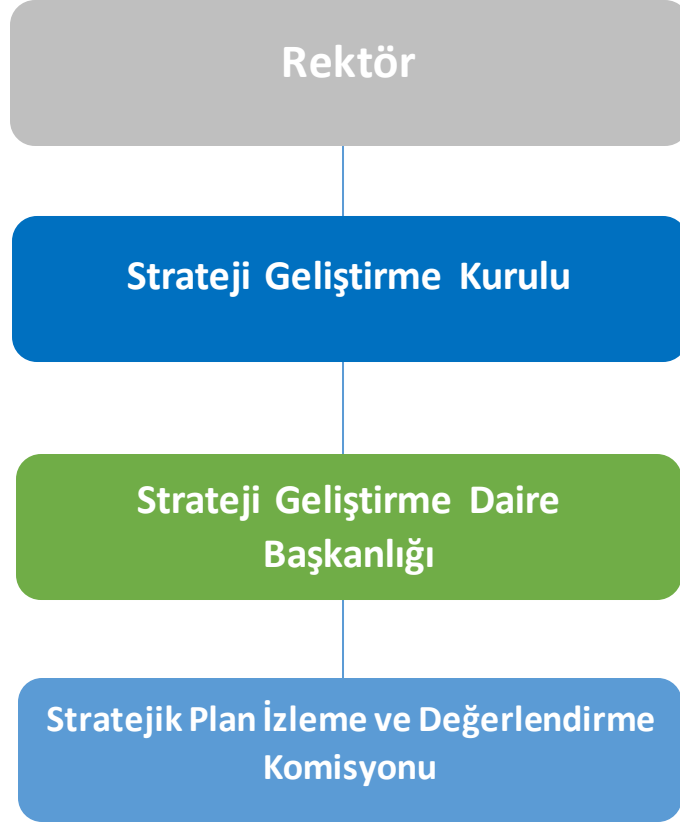 Rektör
Strateji Geliştirme Kurulu
Strateji Geliştirme Daire
Başkanlığı
Stratejik Plan İzleme ve Değerlendirme
Komisyonu